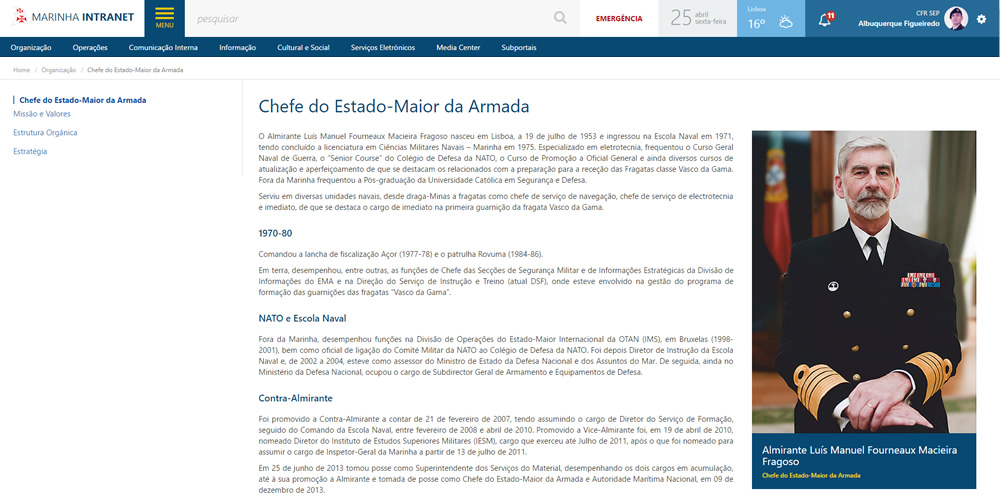 MARINHA INTRANET
MENU
pesquisar
EMERGÊNCIA
25 abril
sexta-feira
Lisboa
16º
11
CFR SEP
Albuquerque Figueiredo
Organização Operações Comunicação Interna Informação Cultural e Social Serviços Eletrónicos Media Center Subportais
Home / Organização / Chefe do Estado-Maior da Armada
Chefe do Estado-Maior da Armada
Missão e Valores
Estrutura Orgânica
Estratégia
Chefe do Estado-Maior da Armada
O Almirante Luís Manuel Fourneaux Macieira Fragoso nasceu em Lisboa, a 19 de julho de 1953 e ingressou na Escola Naval em 1971,
tendo concluído a licenciatura em Ciências Militares Navais – Marinha em 1975. Especializado em eletrotecnia, frequentou o Curso Geral
Naval de Guerra, o "Senior Course" do Colégio de Defesa da NATO, o Curso de Promoção a Oficial General e ainda diversos cursos de
atualização e aperfeiçoamento de que se destacam os relacionados com a preparação para a receção das Fragatas classe Vasco da Gama.
Fora da Marinha frequentou a Pós-graduação da Universidade Católica em Segurança e Defesa.
Serviu em diversas unidades navais, desde draga-Minas a fragatas como chefe de serviço de navegação, chefe de serviço de electrotecnia
e imediato, de que se destaca o cargo de imediato na primeira guarnição da fragata Vasco da Gama.
1970-80
Comandou a lancha de fiscalização Açor (1977-78) e o patrulha Rovuma (1984-86).
Em terra, desempenhou, entre outras, as funções de Chefe das Secções de Segurança Militar e de Informações Estratégicas da Divisão de
Informações do EMA e na Direção do Serviço de Instrução e Treino (atual DSF), onde esteve envolvido na gestão do programa de
formação das guarnições das fragatas "Vasco da Gama".
NATO e Escola Naval
Fora da Marinha, desempenhou funções na Divisão de Operações do Estado-Maior Internacional da OTAN (IMS), em Bruxelas (1998-
2001), bem como oficial de ligação do Comité Militar da NATO ao Colégio de Defesa da NATO. Foi depois Diretor de Instrução da Escola
Naval e, de 2002 a 2004, esteve como assessor do Ministro de Estado da Defesa Nacional e dos Assuntos do Mar. De seguida, ainda no
Ministério da Defesa Nacional, ocupou o cargo de Subdirector Geral de Armamento e Equipamentos de Defesa.
Contra-Almirante
Foi promovido a Contra-Almirante a contar de 21 de fevereiro de 2007, tendo assumindo o cargo de Diretor do Serviço de Formação,
seguido do Comando da Escola Naval, entre fevereiro de 2008 e abril de 2010. Promovido a Vice-Almirante foi, em 19 de abril de 2010,
nomeado Diretor do Instituto de Estudos Superiores Militares (IESM), cargo que exerceu até Julho de 2011, após o que foi nomeado para
assumir o cargo de Inspetor-Geral da Marinha a partir de 13 de julho de 2011.
Em 25 de junho de 2013 tomou posse como Superintendente dos Serviços do Material, desempenhando os dois cargos em acumulação,
até à sua promoção a Almirante e tomada de posse como Chefe do Estado-Maior da Armada e Autoridade Marítima Nacional, em 09 de
dezembro de 2013.
Almirante Luís Manuel Fourneaux Macieira
Fragoso
Chefe do Estado-Maior da Armada